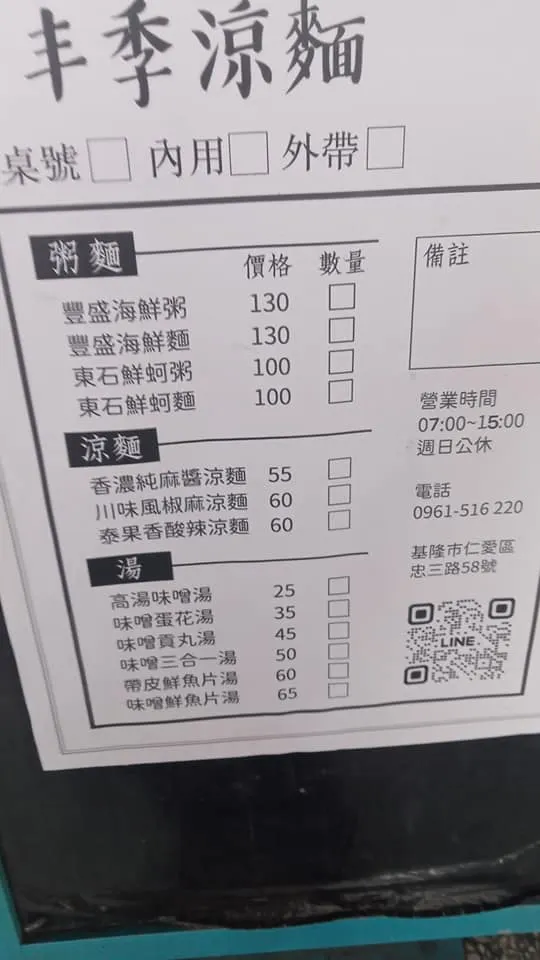 丰季涼麵
桌號□ 內用□ 外帶□
粥麵 價格 數量
豐盛海鮮粥 130 □
豐盛海鮮麵 130 □
東石鮮蚵粥 100 □
東石鮮蚵麵 100 □
涼麵
香濃純麻醬涼麵 55 □
川味風椒麻涼麵 60 □
泰果香酸辣涼麵 60 □
湯
高湯味噌湯 25 □
味噌蛋花湯 35 □
味噌貢丸湯 45 □
味噌三合一湯 50 □
帶皮鮮魚片湯 60 □
味噌鮮魚片湯 65 □
備註
營業時間
07:00~15:00
週日公休
電話
0961-516 220
基隆市仁愛區
忠三路58號
LINE